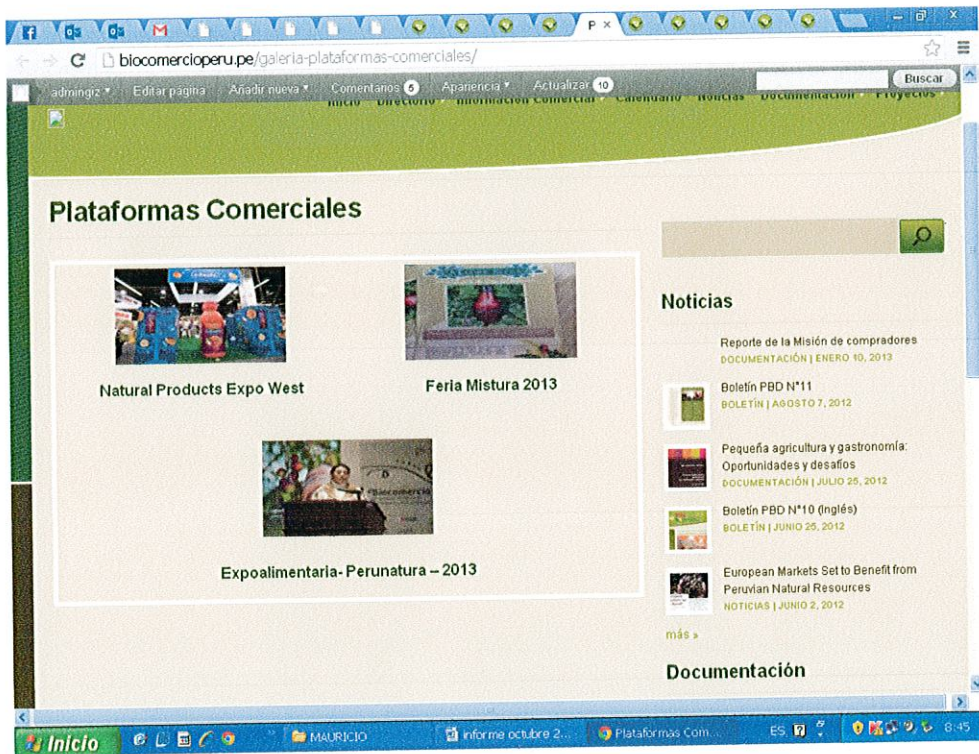 P ×
biocomercioperu.pe/galeria-plataformas-comerciales/
admingiz Editar página Añadir nueva Comentarios 5 Apariencia Actualizar 10 Buscar
Inicio Directorio Información Comercial Calendario Noticias Documentación Proyectos
Plataformas Comerciales
Natural Products Expo West
Feria Mistura 2013
Biocomercio
Expoalimentaria- Perunatura – 2013
Noticias
Reporte de la Misión de compradores
DOCUMENTACIÓN | ENERO 10, 2013
Boletín PBD N°11
BOLETÍN | AGOSTO 7, 2012
Pequeña agricultura y gastronomía:
Oportunidades y desafíos
DOCUMENTACIÓN | JULIO 25, 2012
Boletín PBD N°10 (Inglés)
BOLETÍN | JUNIO 25, 2012
European Markets Set to Benefit from
Peruvian Natural Resources
NOTICIAS | JUNIO 2, 2012
más »
Documentación
Inicio MAURICIO informe octubre 2... Plataformas Com... ES 8:45